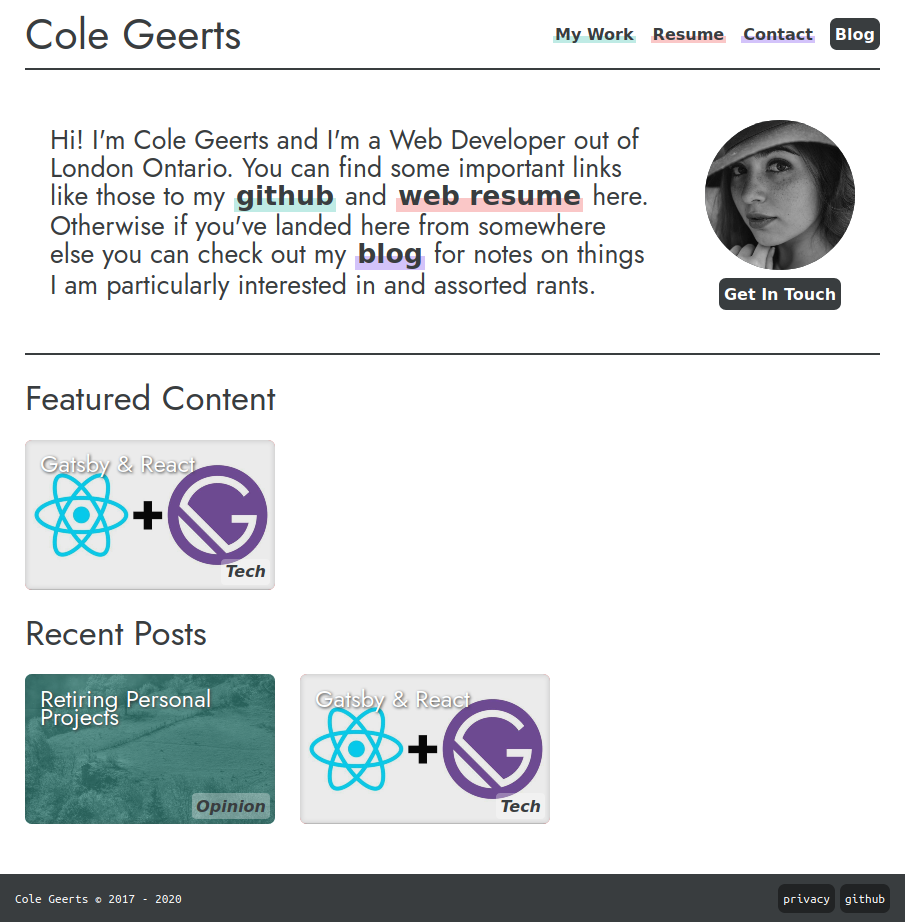 Cole Geerts
My Work Resume Contact Blog
Hi! I'm Cole Geerts and I'm a Web Developer out of
London Ontario. You can find some important links
like those to my github and web resume here.
Otherwise if you've landed here from somewhere
else you can check out my blog for notes on things
I am particularly interested in and assorted rants.
Get In Touch
Featured Content
Gatsby & React
Tech
Recent Posts
Retiring Personal
Projects
Opinion
Gatsby & React
Tech
Cole Geerts © 2017 - 2020
privacy github